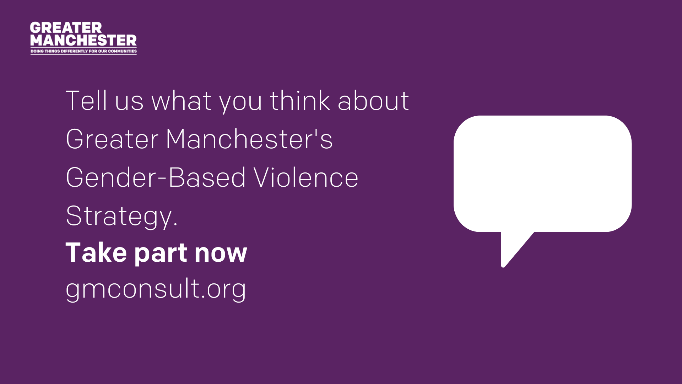 GREATER
MANCHESTER
DOING THINGS DIFFERENTLY FOR OUR COMMUNITIES
Tell us what you think about
Greater Manchester's
Gender-Based Violence
Strategy.
Take part now
gmconsult.org